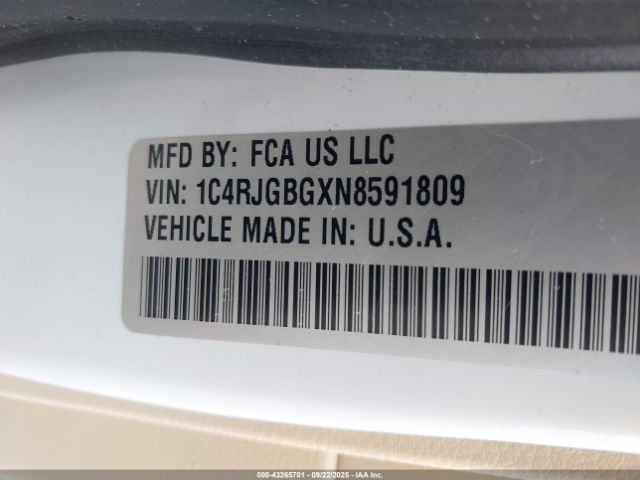 MFD BY: FCA US LLC
VIN: 1C4RJGBGXN8591809
VEHICLE MADE IN: U.S.A.
000-43265701 - 09/22/2025 - IAA Inc.